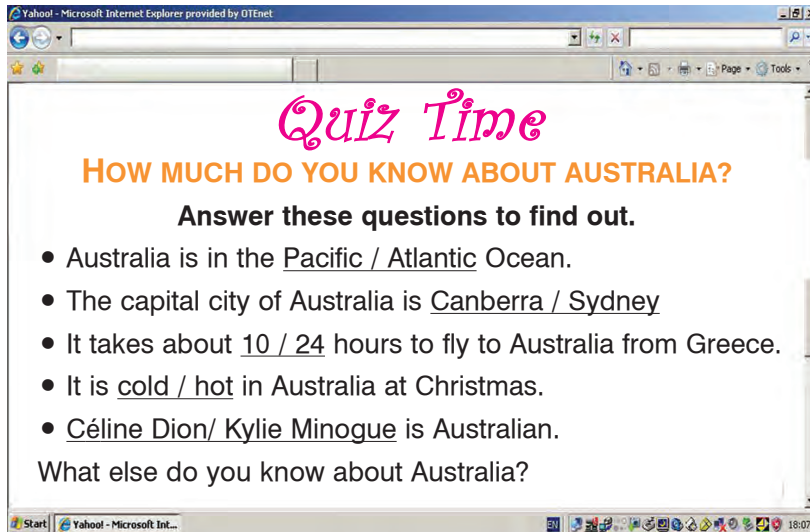 Yahoo! - Microsoft Internet Explorer provided by OTEnet
Page
Tools
Quiz Time
HOW MUCH DO YOU KNOW ABOUT AUSTRALIA?
Answer these questions to find out.
• Australia is in the Pacific / Atlantic Ocean.
• The capital city of Australia is Canberra / Sydney
• It takes about 10 / 24 hours to fly to Australia from Greece.
• It is cold / hot in Australia at Christmas.
• Céline Dion/ Kylie Minogue is Australian.
What else do you know about Australia?
Start
Yahoo! - Microsoft Int...
EN